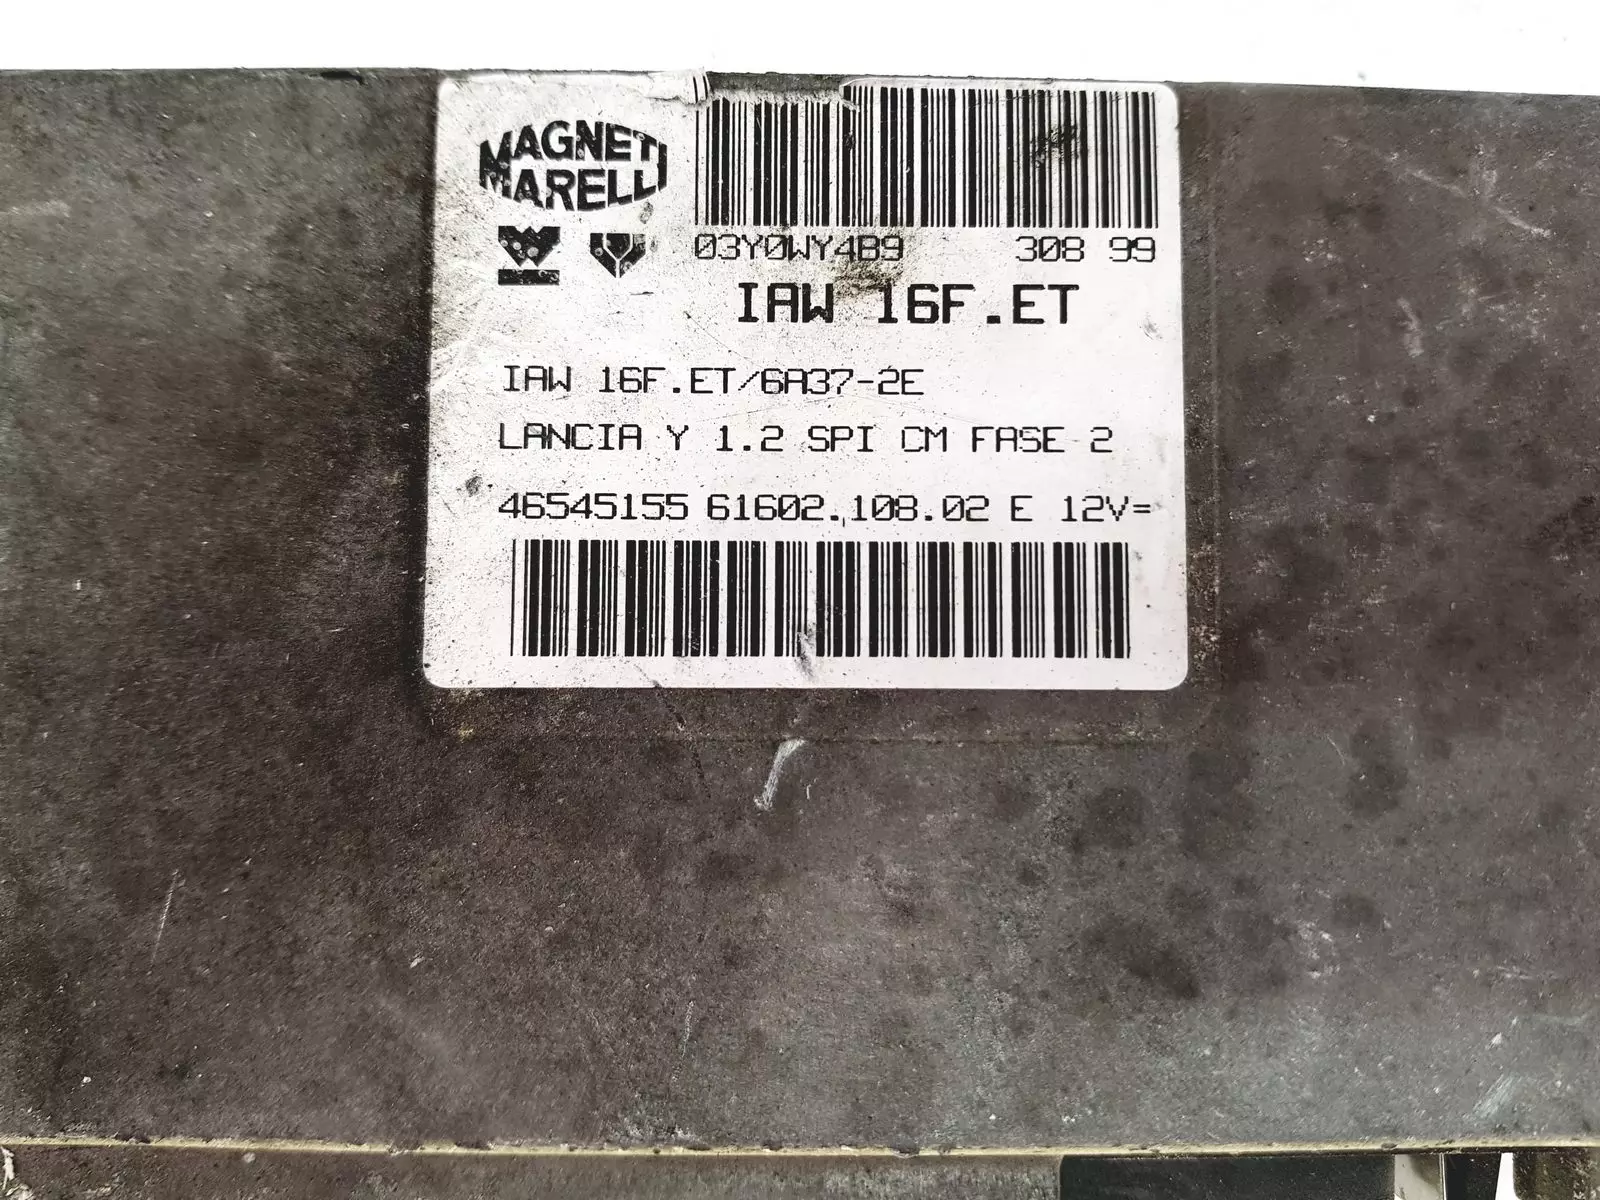 MAGNETI
MARELLI
03Y0WY4B9 308 99
IAW 16F.ET
IAW 16F.ET/6A37-2E
LANCIA Y 1.2 SPI CM FASE 2
46545155 61602.108.02 E 12V=